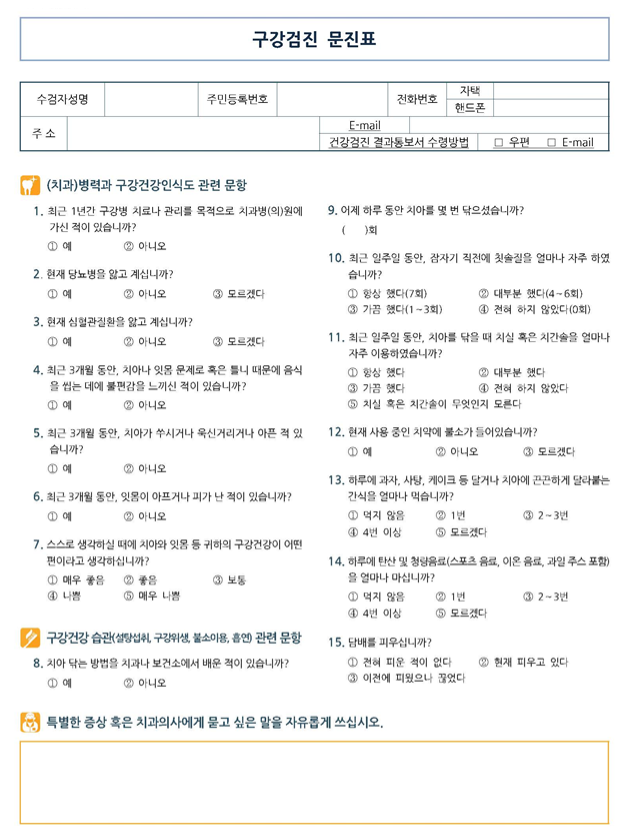 구강검진 문진표
수검자성명 주민등록번호 전화번호 자택
핸드폰
주 소 E-mail
건강검진 결과통보서 수령방법 □ 우편 □ E-mail
(치과)병력과 구강건강인식도 관련 문항
1. 최근 1년간 구강병 치료나 관리를 목적으로 치과병(의)원에
가신 적이 있습니까?
① 예 ② 아니오
2. 현재 당뇨병을 앓고 계십니까?
① 예 ② 아니오 ③ 모르겠다
3. 현재 심혈관질환을 앓고 계십니까?
① 예 ② 아니오 ③ 모르겠다
4. 최근 3개월 동안, 치아나 잇몸 문제로 혹은 틀니 때문에 음식
을 씹는 데에 불편감을 느끼신 적이 있습니까?
① 예 ② 아니오
5. 최근 3개월 동안, 치아가 쑤시거나 욱신거리거나 아픈 적 있
습니까?
① 예 ② 아니오
6. 최근 3개월 동안, 잇몸이 아프거나 피가 난 적이 있습니까?
① 예 ② 아니오
7. 스스로 생각하실 때에 치아와 잇몸 등 귀하의 구강건강이 어떤
편이라고 생각하십니까?
① 매우 좋음 ② 좋음 ③ 보통
④ 나쁨 ⑤ 매우 나쁨
구강건강 습관(설탕섭취, 구강위생, 불소이용, 흡연) 관련 문항
8. 치아 닦는 방법을 치과나 보건소에서 배운 적이 있습니까?
① 예 ② 아니오
9. 어제 하루 동안 치아를 몇 번 닦으셨습니까?
( )회
10. 최근 일주일 동안, 잠자기 직전에 칫솔질을 얼마나 자주 하였
습니까?
① 항상 했다(7회) ② 대부분 했다(4~6회)
③ 가끔 했다(1~3회) ④ 전혀 하지 않았다(0회)
11. 최근 일주일 동안, 치아를 닦을 때 치실 혹은 치간솔을 얼마나
자주 이용하였습니까?
① 항상 했다 ② 대부분 했다
③ 가끔 했다 ④ 전혀 하지 않았다
⑤ 치실 혹은 치간솔이 무엇인지 모른다
12. 현재 사용 중인 치약에 불소가 들어있습니까?
① 예 ② 아니오 ③ 모르겠다
13. 하루에 과자, 사탕, 케이크 등 달거나 치아에 끈끈하게 달라붙는
간식을 얼마나 먹습니까?
① 먹지 않음 ② 1번 ③ 2~3번
④ 4번 이상 ⑤ 모르겠다
14. 하루에 탄산 및 청량음료(스포츠 음료, 이온 음료, 과일 주스 포함)
을 얼마나 마십니까?
① 먹지 않음 ② 1번 ③ 2~3번
④ 4번 이상 ⑤ 모르겠다
15. 담배를 피우십니까?
① 전혀 피운 적이 없다 ② 현재 피우고 있다
③ 이전에 피웠으나 끊었다
특별한 증상 혹은 치과의사에게 묻고 싶은 말을 자유롭게 쓰십시오.